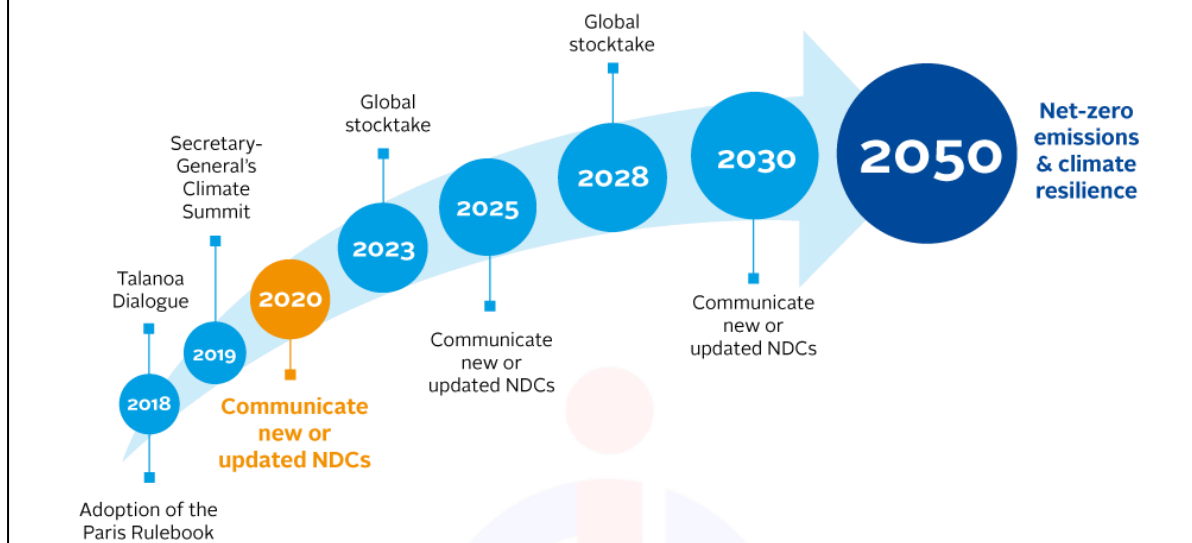 Talanoa
Dialogue
2018
Adoption of the
Paris Rulebook
Secretary-
General's
Climate
Summit
2019
2020
Communicate
new or
updated NDCs
Global
stocktake
2023
2025
Communicate
new or
updated NDCs
Global
stocktake
2028
2030
Communicate
new or
updated NDCs
2050
Net-zero
emissions
& climate
resilience